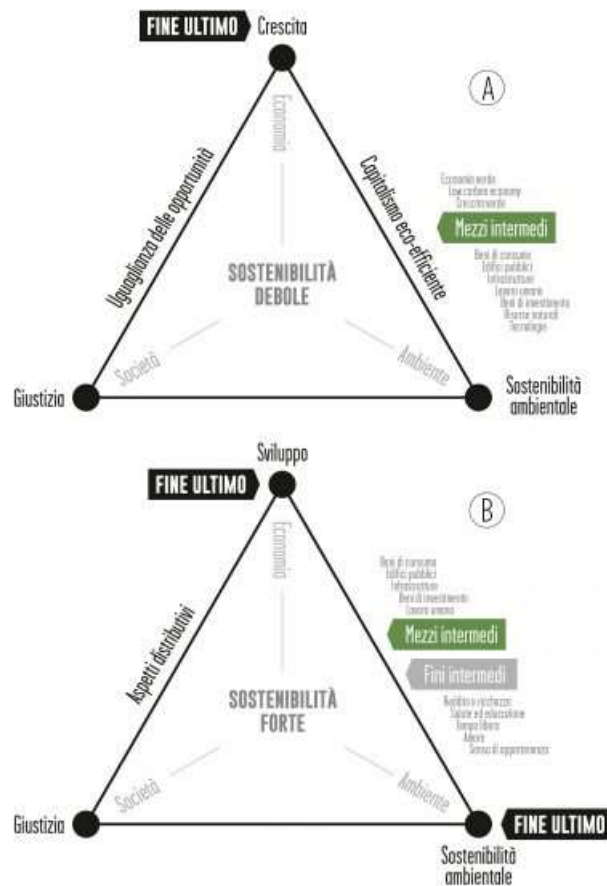 FINE ULTIMO
Crescita
A
Economia
Uguaglianza delle opportunità
Capitalismo eco-efficiente
Economia verde
Low carbon economy
Crescita verde
Mezzi intermedi
Beni di consumo
Edifici pubblici
Infrastrutture
Lavoro umano
Beni di investimento
Risorse naturali
Tecnologie
SOSTENIBILITÀ
DEBOLE
Società
Ambiente
Giustizia
Sostenibilità
ambientale
Sviluppo
FINE ULTIMO
B
Economia
Aspetti distributivi
Beni di consumo
Edifici pubblici
Infrastrutture
Beni di investimento
Lavoro umano
Mezzi intermedi
Fini intermedi
Reddito e ricchezza
Salute ed educazione
Tempo libero
Amore
Senso di appartenenza
SOSTENIBILITÀ
FORTE
Società
Ambiente
Giustizia
FINE ULTIMO
Sostenibilità
ambientale